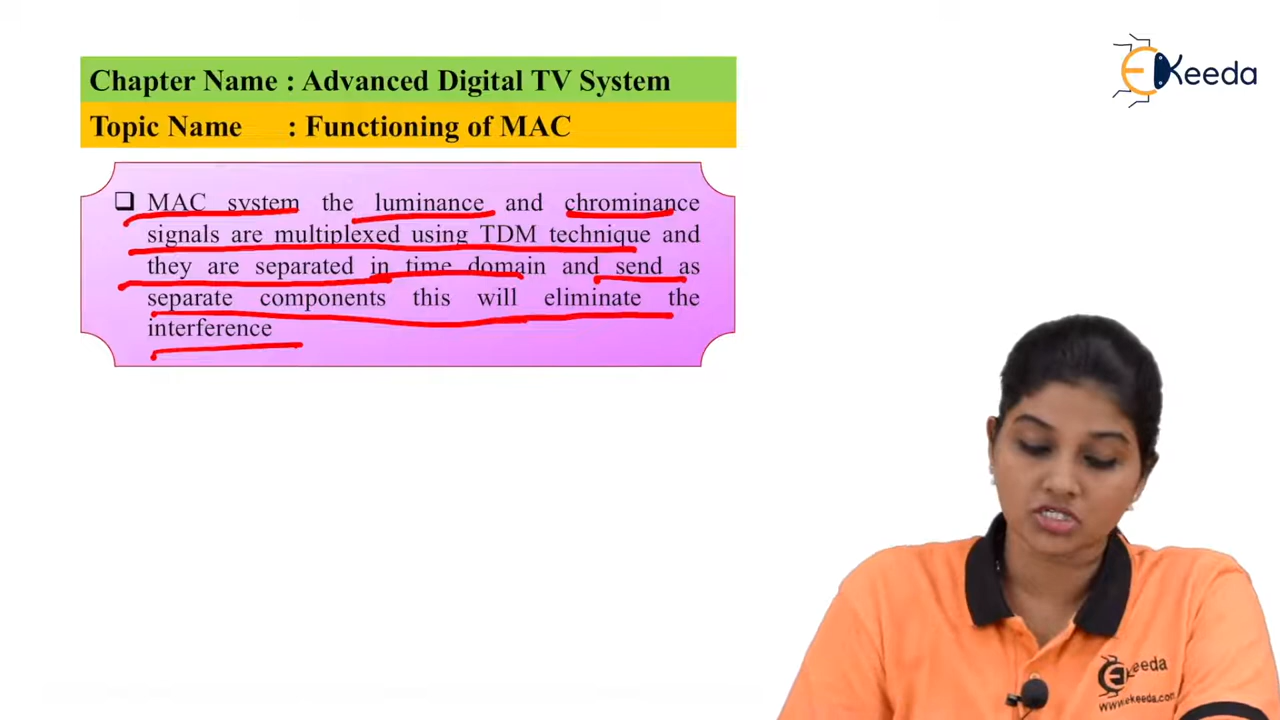 Keeda
Chapter Name : Advanced Digital TV System
Topic Name : Functioning of MAC
MAC system the luminance and chrominance
signals are multiplexed using TDM technique and
they are separated in time domain and send as
separate components this will eliminate the
interference
Keeda
www.ekeeda.com